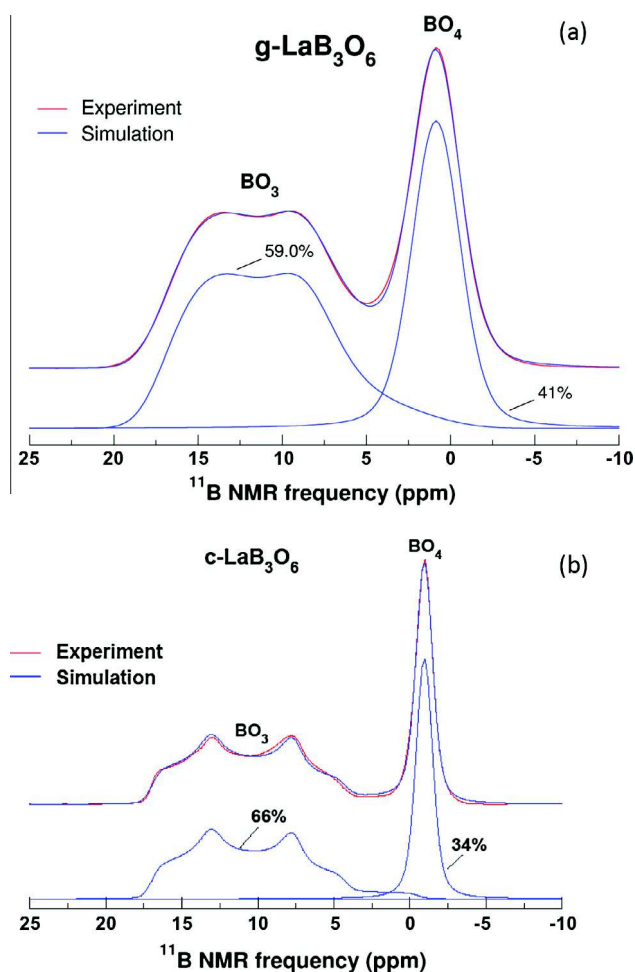 (a)
g-LaB₃O₆
BO₄
Experiment
Simulation
BO₃
59.0%
41%
25 20 15 10 5 0 -5 -10
¹¹B NMR frequency (ppm)
(b)
c-LaB₃O₆
BO₄
Experiment
Simulation
BO₃
66%
34%
25 20 15 10 5 0 -5 -10
¹¹B NMR frequency (ppm)